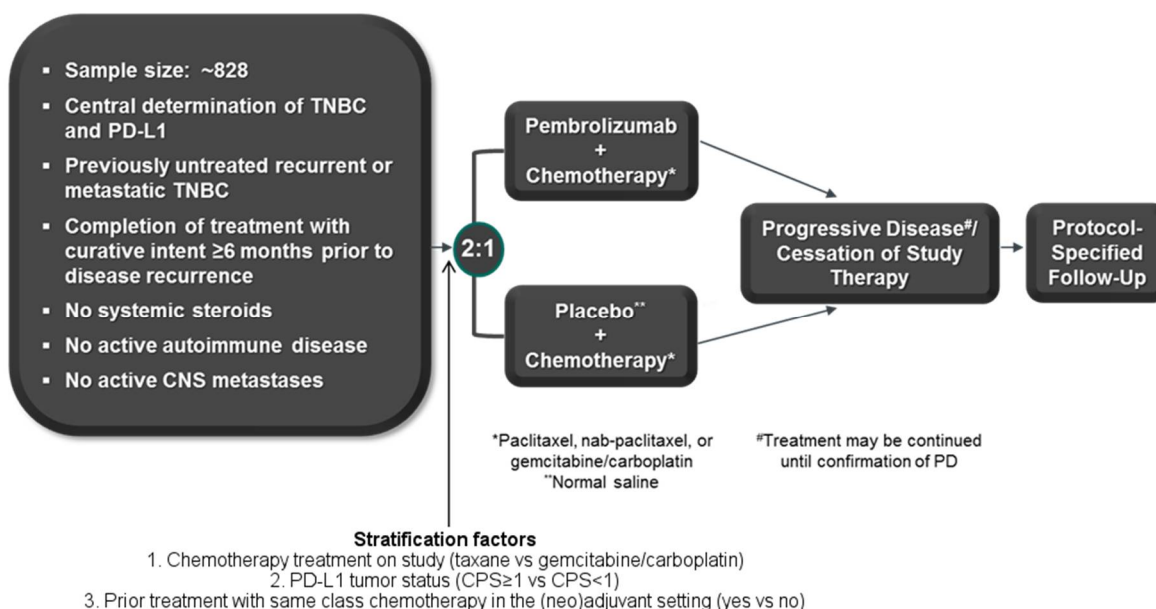 ▪ Sample size: ~828
▪ Central determination of TNBC
and PD-L1
▪ Previously untreated recurrent or
metastatic TNBC
▪ Completion of treatment with
curative intent ≥6 months prior to
disease recurrence
▪ No systemic steroids
▪ No active autoimmune disease
▪ No active CNS metastases
2:1
Pembrolizumab
+
Chemotherapy*
Placebo**
+
Chemotherapy*
Progressive Disease#/
Cessation of Study
Therapy
Protocol-
Specified
Follow-Up
*Paclitaxel, nab-paclitaxel, or
gemcitabine/carboplatin
**Normal saline
#Treatment may be continued
until confirmation of PD
Stratification factors
1. Chemotherapy treatment on study (taxane vs gemcitabine/carboplatin)
2. PD-L1 tumor status (CPS≥1 vs CPS<1)
3. Prior treatment with same class chemotherapy in the (neo)adjuvant setting (yes vs no)